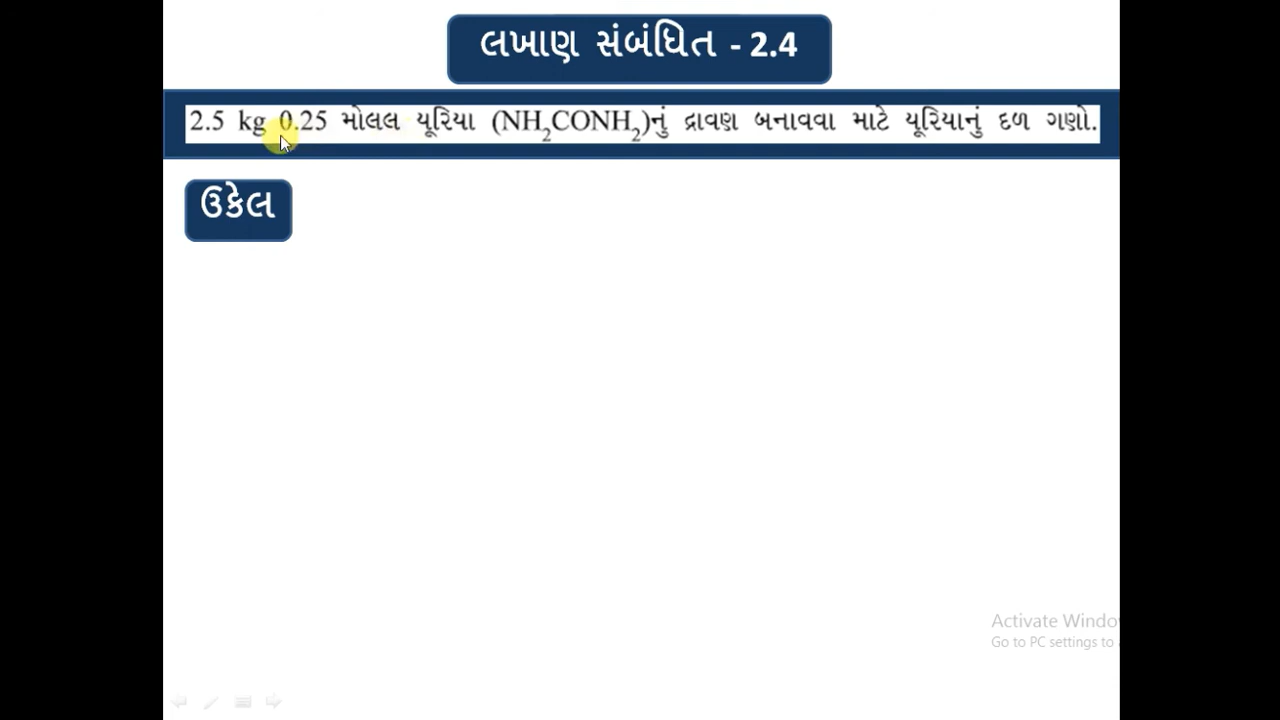 લખાણ સંબંધિત - 2.4
2.5 kg 0.25 મોલલ યૂરિયા (NH₂CONH₂)નું દ્રાવણ બનાવવા માટે યૂરિયાનું દળ ગણો.
ઉકેલ
Activate Windo
Go to PC settings to